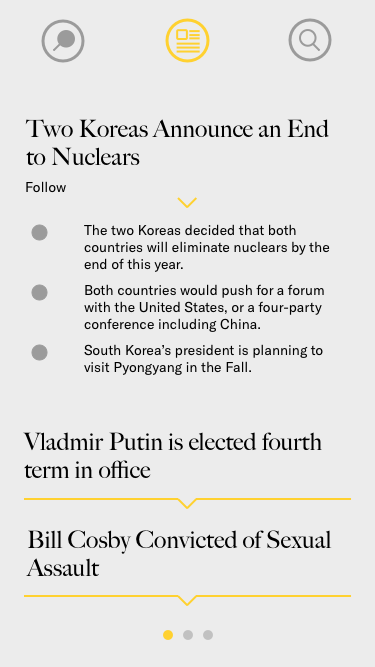 Two Koreas Announce an End
to Nuclears
Follow
The two Koreas decided that both
countries will eliminate nuclears by the
end of this year.
Both countries would push for a forum
with the United States, or a four-party
conference including China.
South Korea's president is planning to
visit Pyongyang in the Fall.
Vladmir Putin is elected fourth
term in office
Bill Cosby Convicted of Sexual
Assault